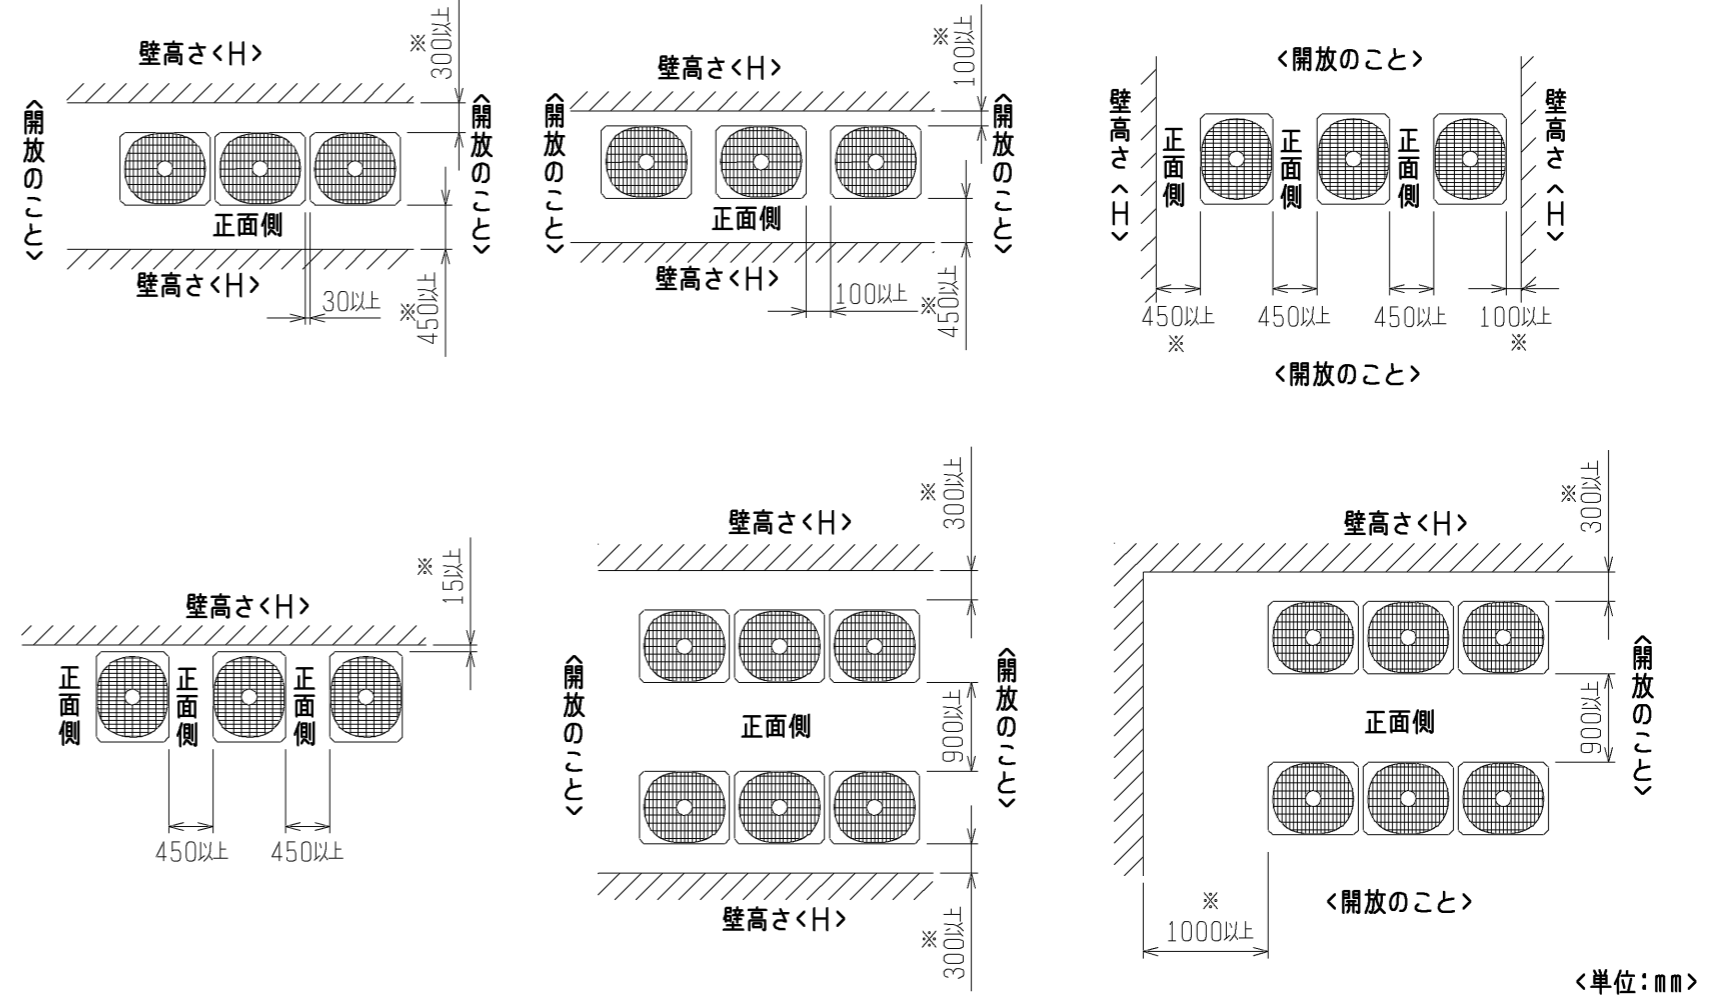 壁高さ<H>
※
300以上
<開放のこと>
<開放のこと>
正面側
壁高さ<H>
30以上
※
450以上
壁高さ<H>
※
100以上
<開放のこと>
<開放のこと>
正面側
壁高さ<H>
100以上
※
450以上
<開放のこと>
壁高さ<H>
正面側
正面側
正面側
壁高さ<H>
450以上
450以上
450以上
100以上
※
※
<開放のこと>
壁高さ<H>
※
15以上
正面側
正面側
正面側
450以上
450以上
壁高さ<H>
※
300以上
<開放のこと>
正面側
900以上
<開放のこと>
壁高さ<H>
※
300以上
壁高さ<H>
※
300以上
正面側
900以上
<開放のこと>
※
1000以上
<開放のこと>
<単位:mm>